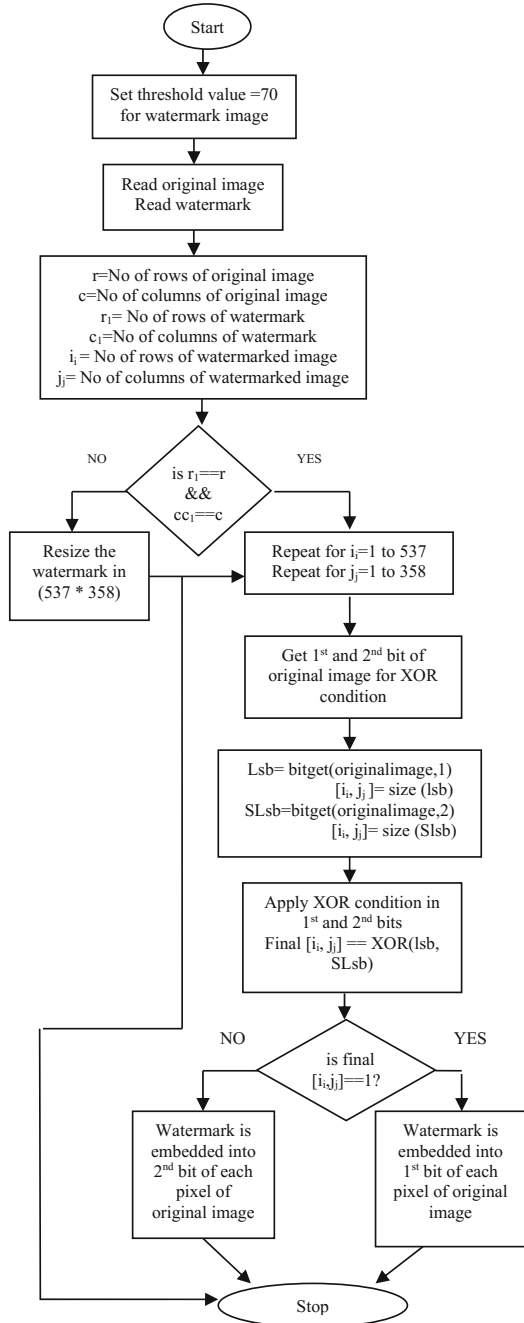 Start
Set threshold value =70
for watermark image
Read original image
Read watermark
r=No of rows of original image
c=No of columns of original image
r₁= No of rows of watermark
c₁=No of columns of watermark
iᵢ = No of rows of watermarked image
jⱼ= No of columns of watermarked image
NO
YES
is r₁==r
&&
cc₁==c
Resize the
watermark in
(537 * 358)
Repeat for iᵢ=1 to 537
Repeat for jⱼ=1 to 358
Get 1ˢᵗ and 2ⁿᵈ bit of
original image for XOR
condition
Lsb= bitget(originalimage,1)
[iᵢ, jⱼ]= size (lsb)
SLsb=bitget(originalimage,2)
[iᵢ, jⱼ]= size (Slsb)
Apply XOR condition in
1ˢᵗ and 2ⁿᵈ bits
Final [iᵢ, jⱼ] == XOR(lsb,
SLsb)
NO
YES
is final
[iᵢ,jⱼ]==1?
Watermark is
embedded into
2ⁿᵈ bit of each
pixel of
original image
Watermark is
embedded into
1ˢᵗ bit of each
pixel of original
image
Stop